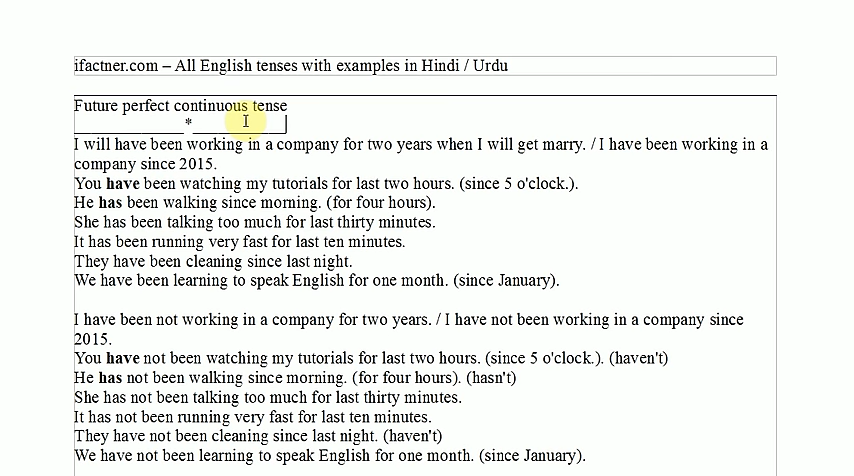 ifactner.com – All English tenses with examples in Hindi / Urdu
Future perfect continuous tense
______________*____________
I will have been working in a company for two years when I will get marry. / I have been working in a
company since 2015.
You have been watching my tutorials for last two hours. (since 5 o'clock.).
He has been walking since morning. (for four hours).
She has been talking too much for last thirty minutes.
It has been running very fast for last ten minutes.
They have been cleaning since last night.
We have been learning to speak English for one month. (since January).
I have been not working in a company for two years. / I have not been working in a company since
2015.
You have not been watching my tutorials for last two hours. (since 5 o'clock.). (haven't)
He has not been walking since morning. (for four hours). (hasn't)
She has not been talking too much for last thirty minutes.
It has not been running very fast for last ten minutes.
They have not been cleaning since last night. (haven't)
We have not been learning to speak English for one month. (since January).